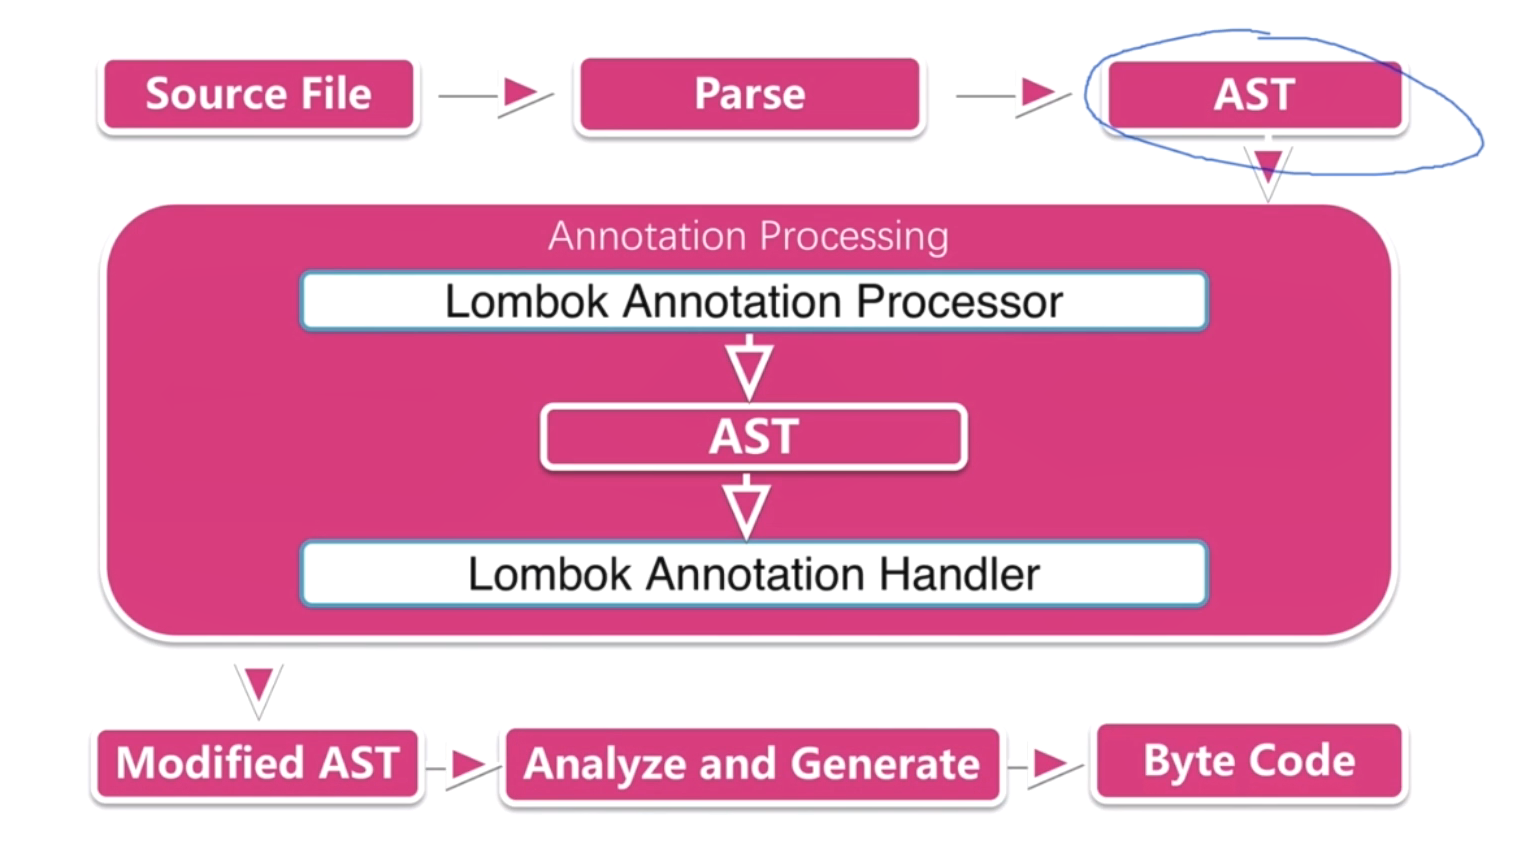 Source File
Parse
AST
Annotation Processing
Lombok Annotation Processor
AST
Lombok Annotation Handler
Modified AST
Analyze and Generate
Byte Code